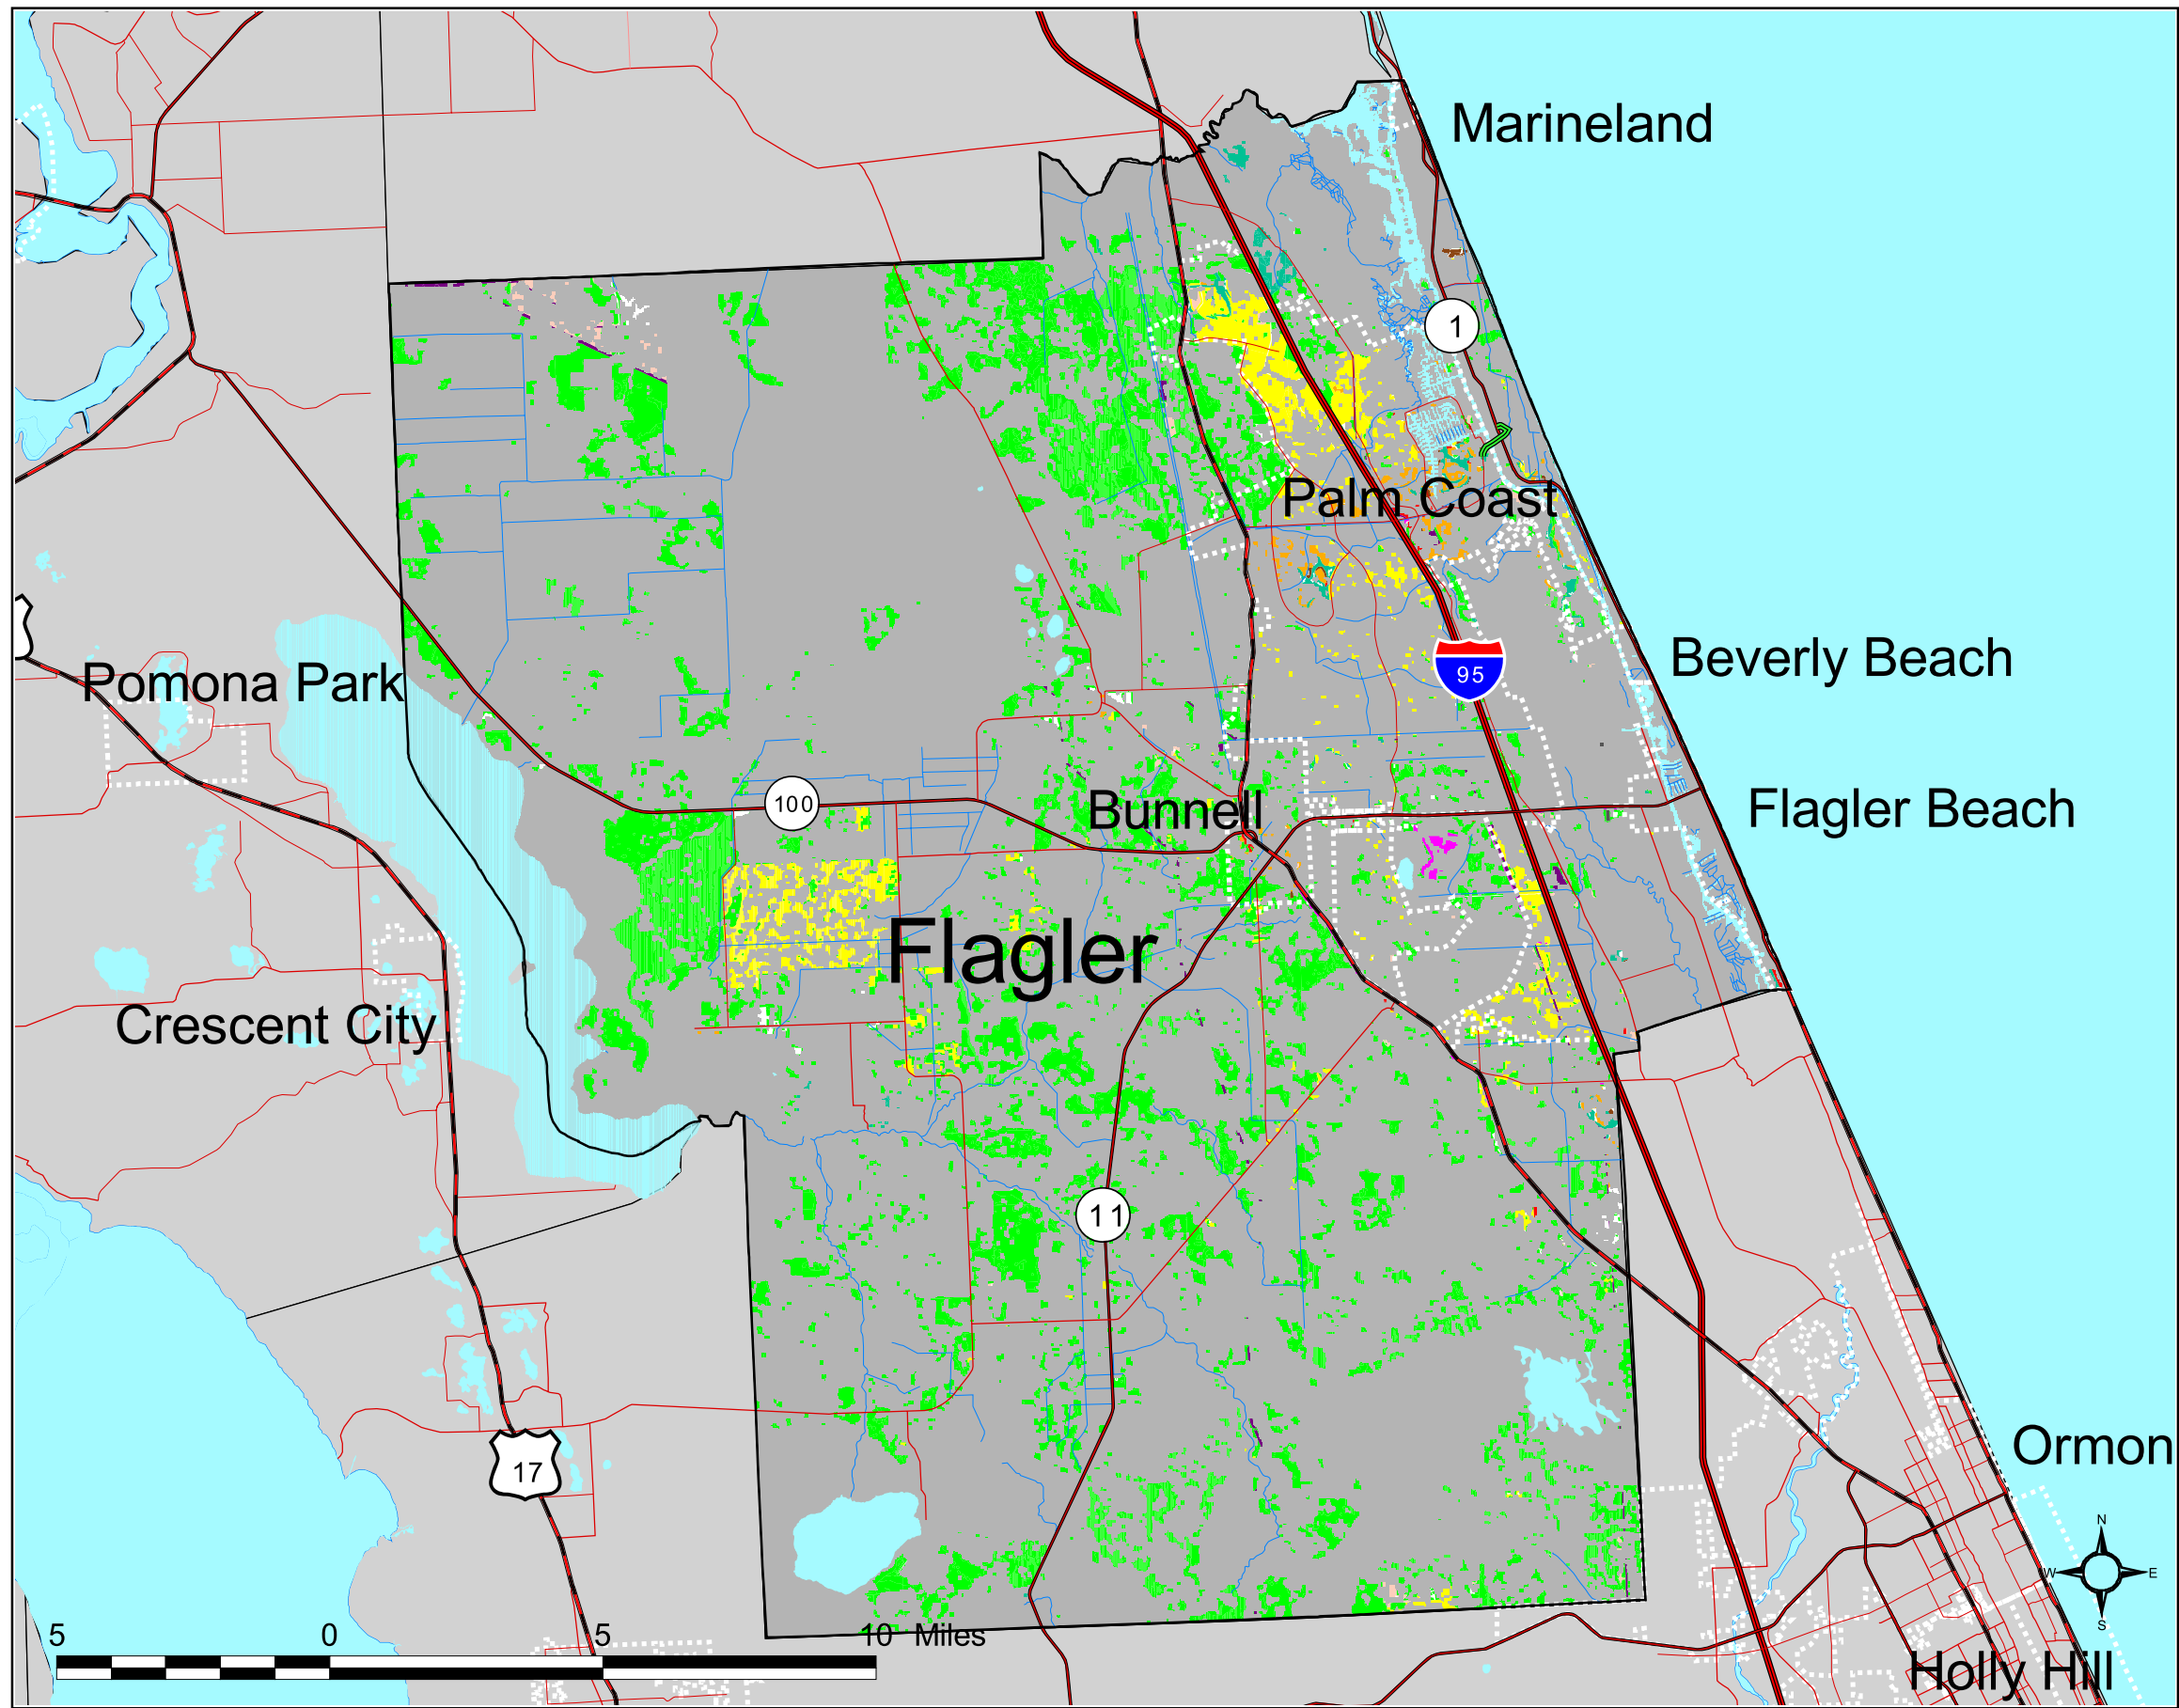 Marineland
1
Palm Coast
Beverly Beach
95
Pomona Park
100
Bunnell
Flagler Beach
Flagler
Crescent City
11
17
Ormon
N
W E
S
5 0 5 10 Miles
Holly Hill